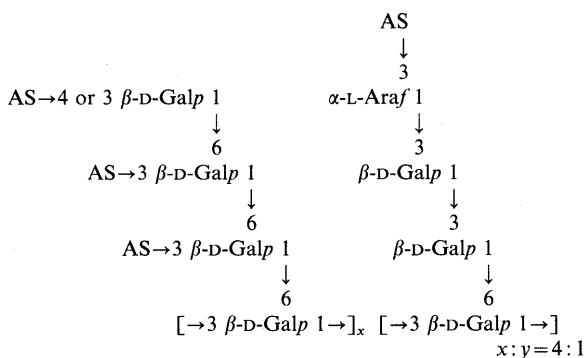 AS
↓
3
AS→4 or 3 β-D-Galp 1 α-L-Araf 1
↓ ↓
6 3
AS→3 β-D-Galp 1 β-D-Galp 1
↓ ↓
6 3
AS→3 β-D-Galp 1 β-D-Galp 1
↓ ↓
6 6
[→3 β-D-Galp 1→]x [→3 β-D-Galp 1→]
x:y=4:1